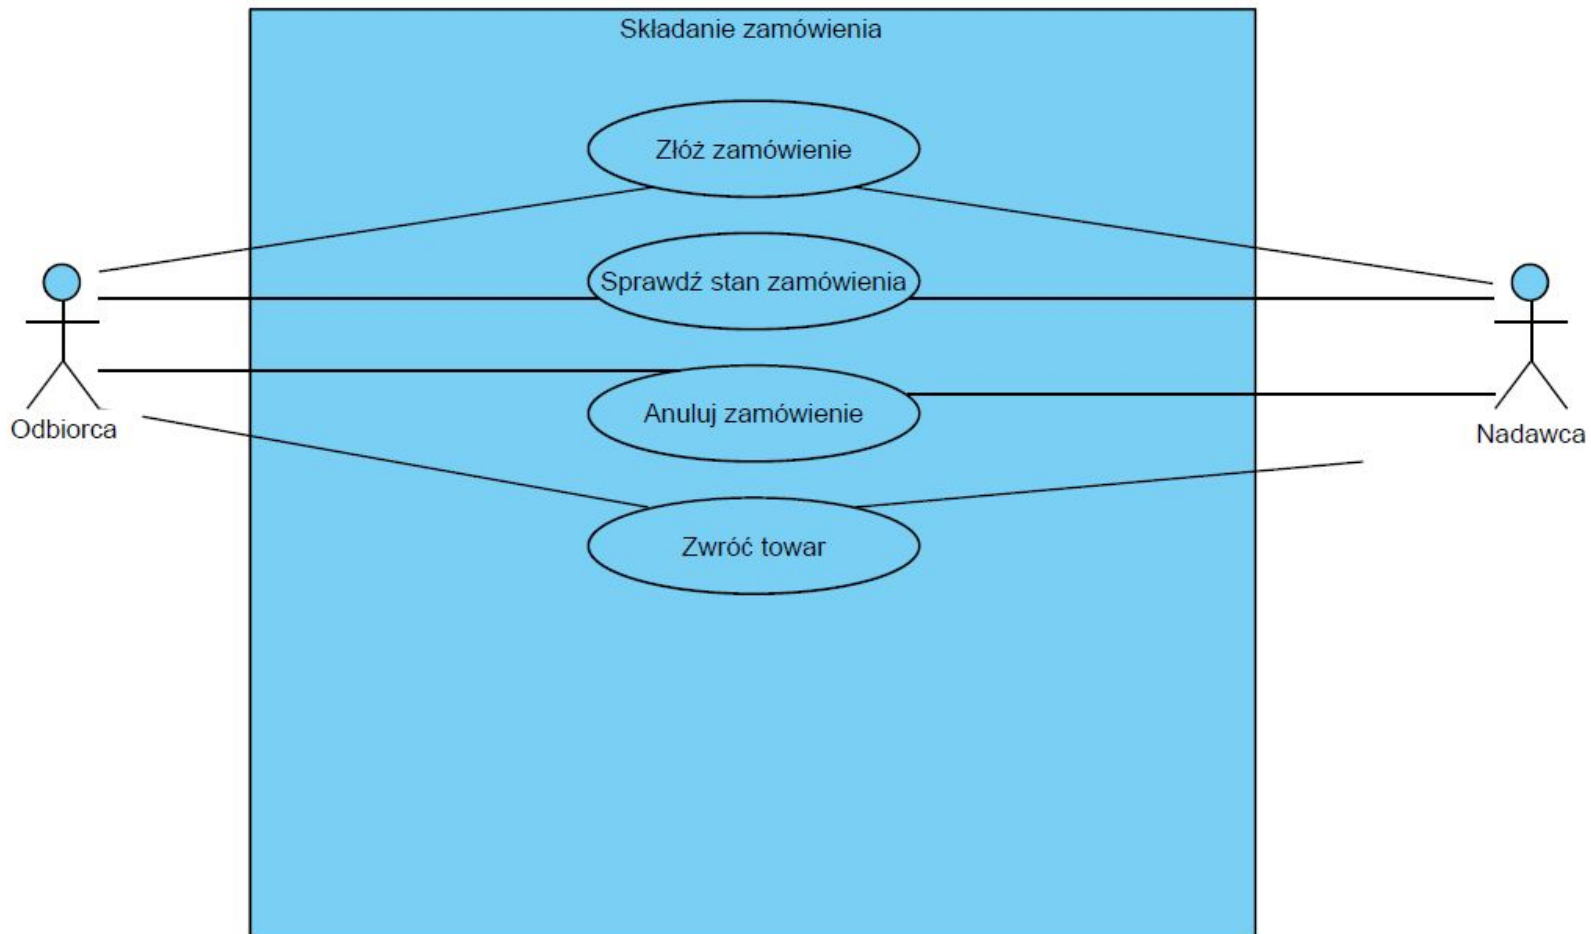 Składanie zamówienia
Złóż zamówienie
Sprawdź stan zamówienia
Anuluj zamówienie
Odbiorca
Nadawca
Zwróć towar